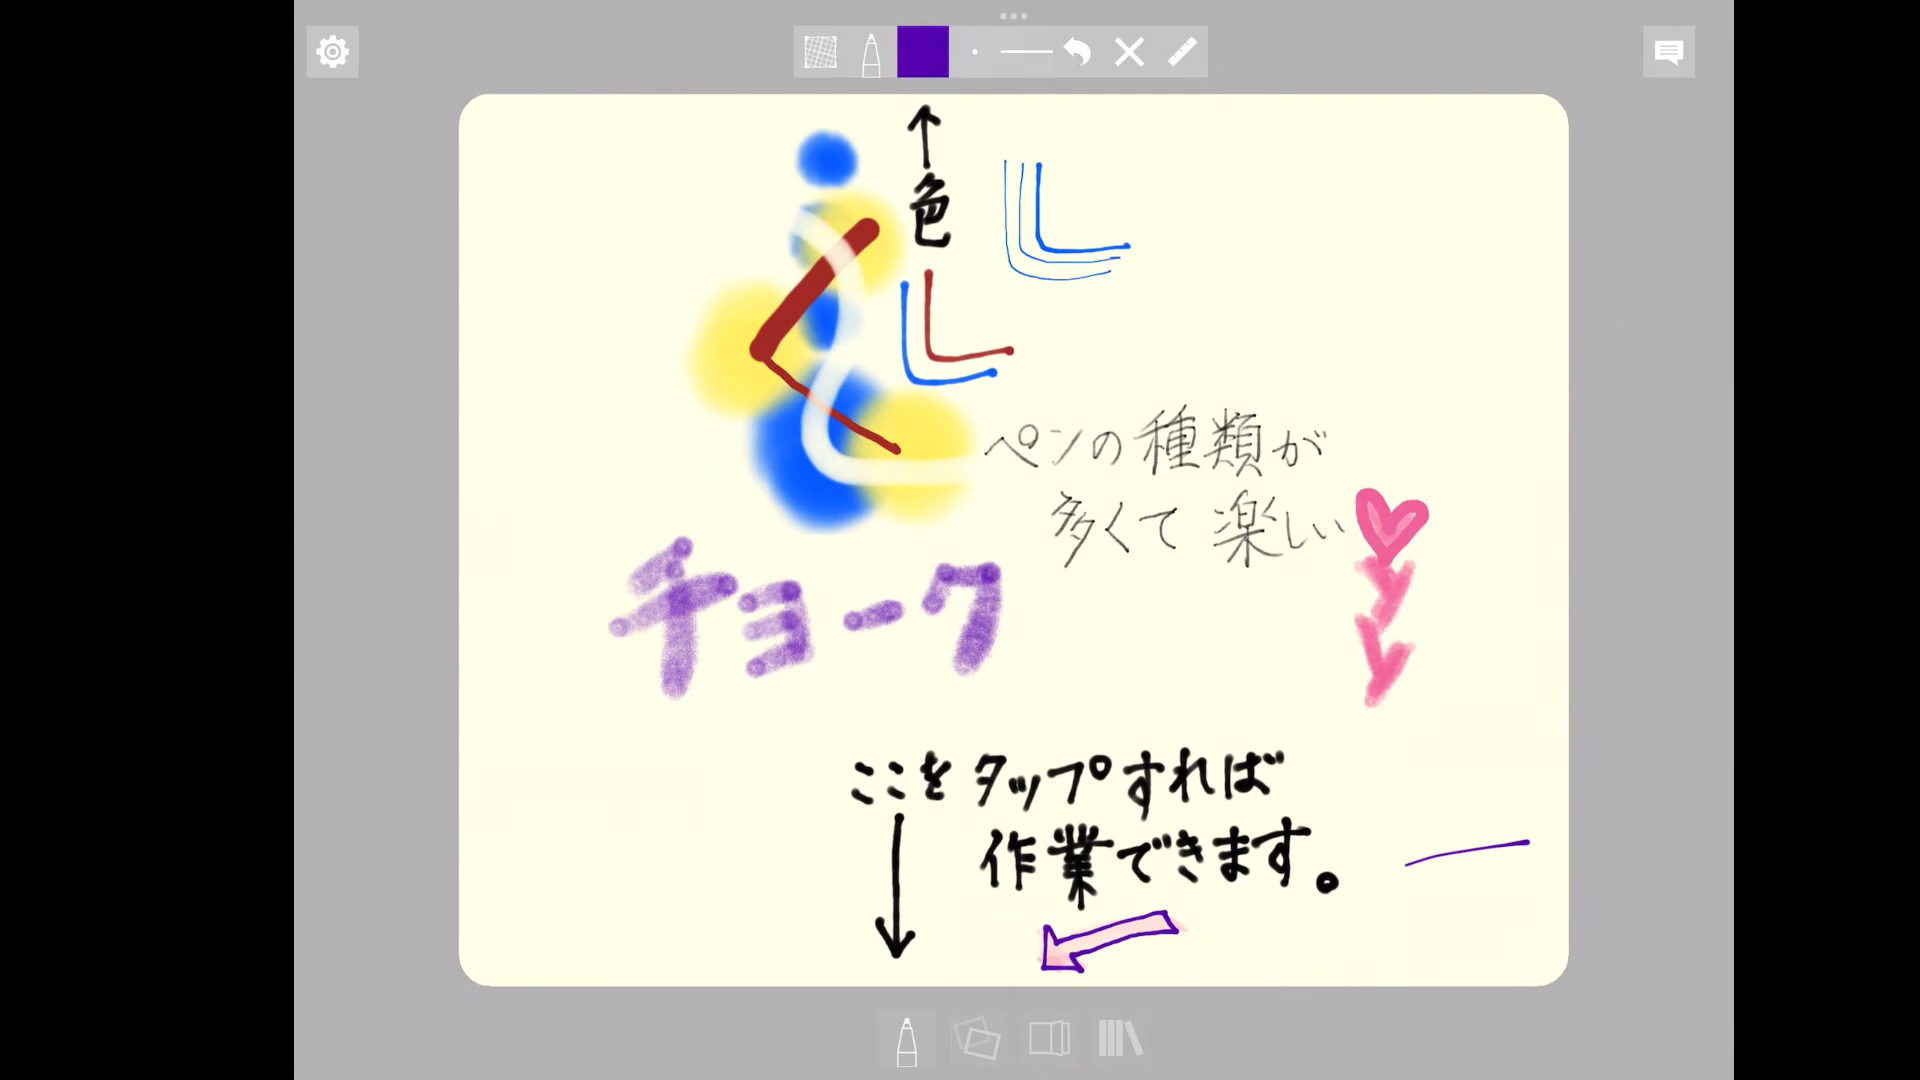 ↑
色
ペンの種類が
多くて楽しい♡
チョーク
ここをタップすれば
作業できます。